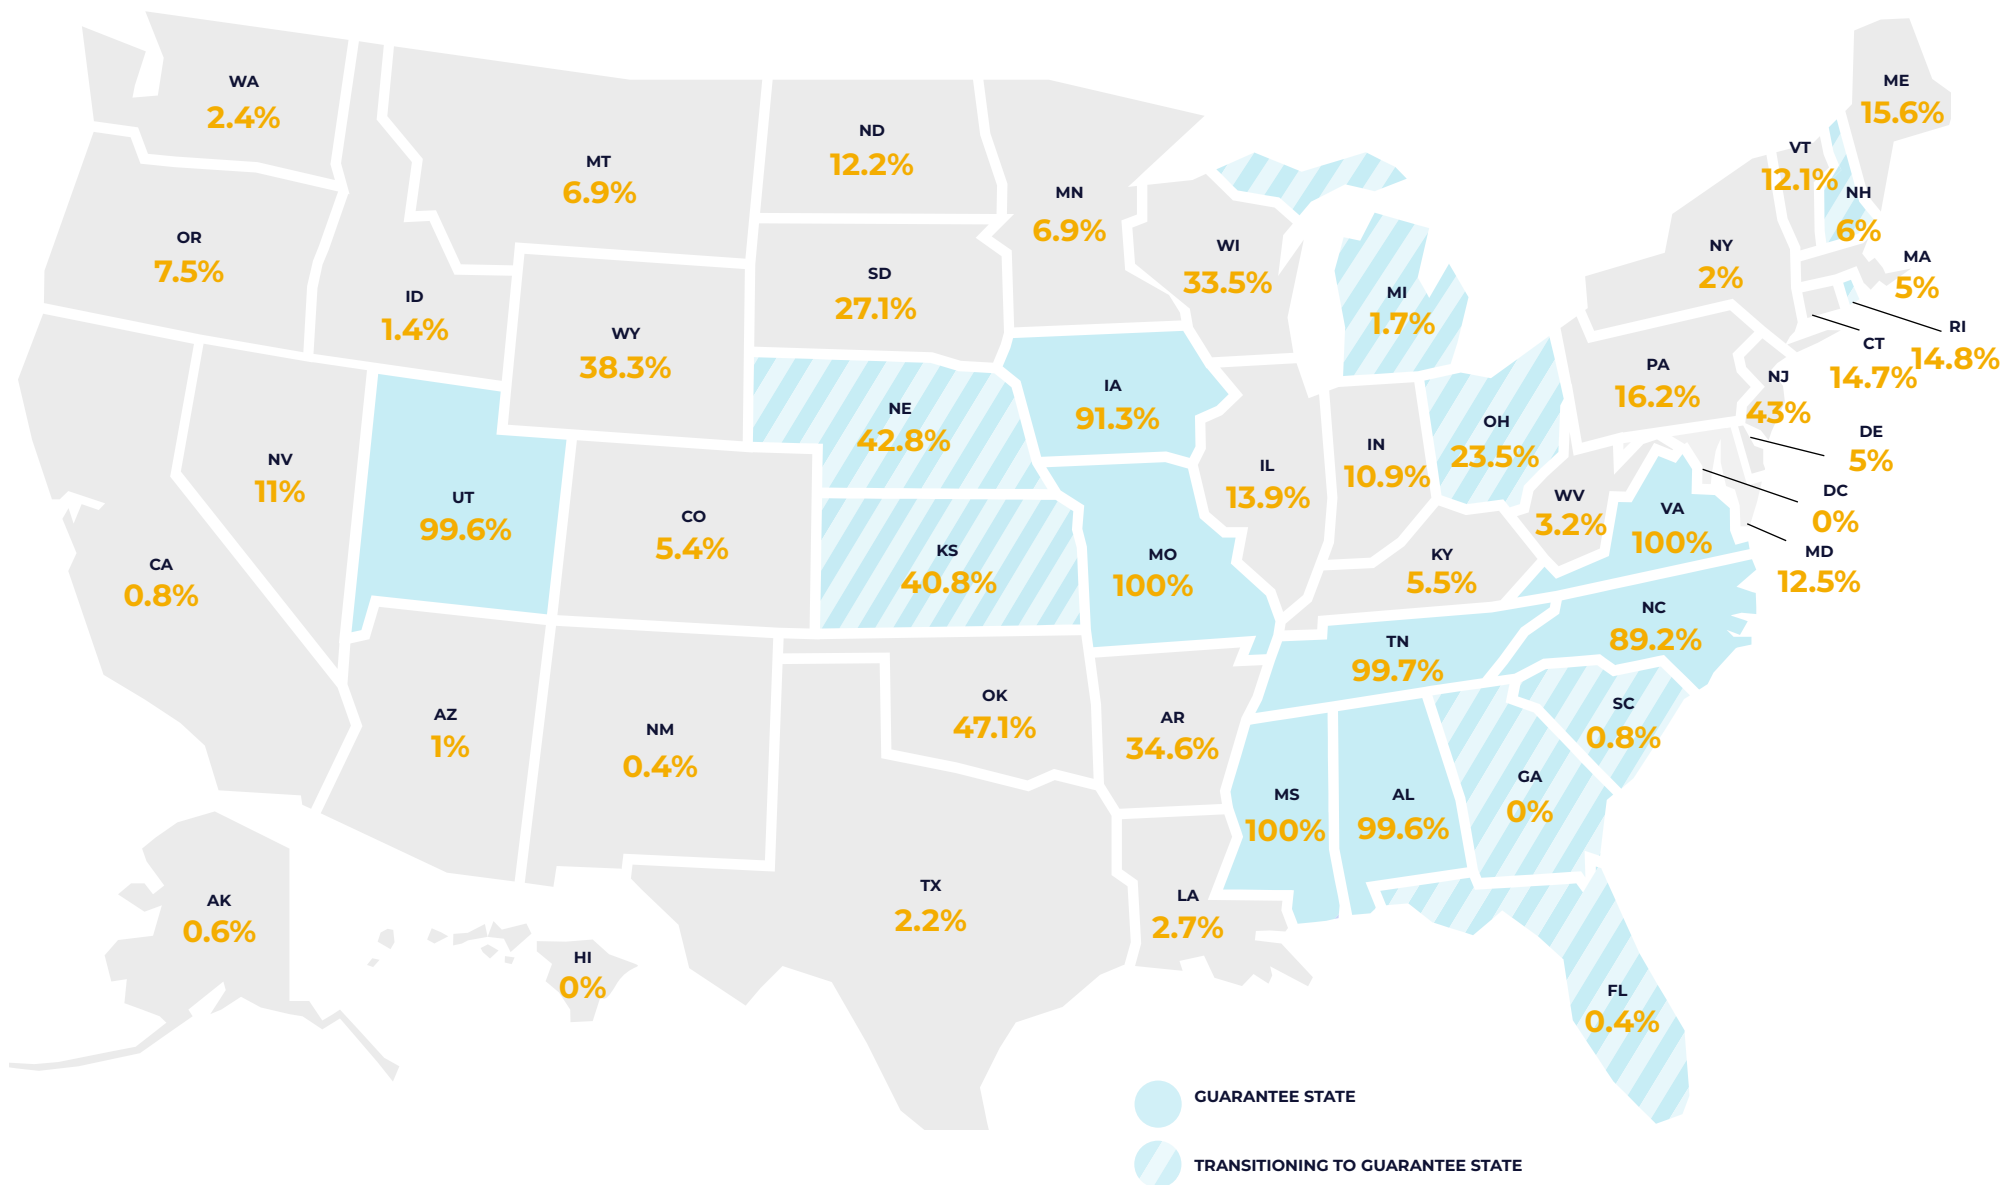 WA
2.4%
MT
6.9%
ND
12.2%
MN
6.9%
OR
7.5%
ID
1.4%
WY
38.3%
SD
27.1%
WI
33.5%
MI
1.7%
NY
2%
VT
12.1%
NH
6%
ME
15.6%
MA
5%
RI
14.8%
CT
14.7%
NJ
43%
PA
16.2%
DE
5%
DC
0%
MD
12.5%
NV
11%
UT
99.6%
CO
5.4%
NE
42.8%
IA
91.3%
IL
13.9%
IN
10.9%
OH
23.5%
WV
3.2%
VA
100%
CA
0.8%
KS
40.8%
MO
100%
KY
5.5%
TN
99.7%
NC
89.2%
SC
0.8%
AZ
1%
NM
0.4%
OK
47.1%
AR
34.6%
MS
100%
AL
99.6%
GA
0%
AK
0.6%
HI
0%
TX
2.2%
LA
2.7%
FL
0.4%
GUARANTEE STATE
TRANSITIONING TO GUARANTEE STATE